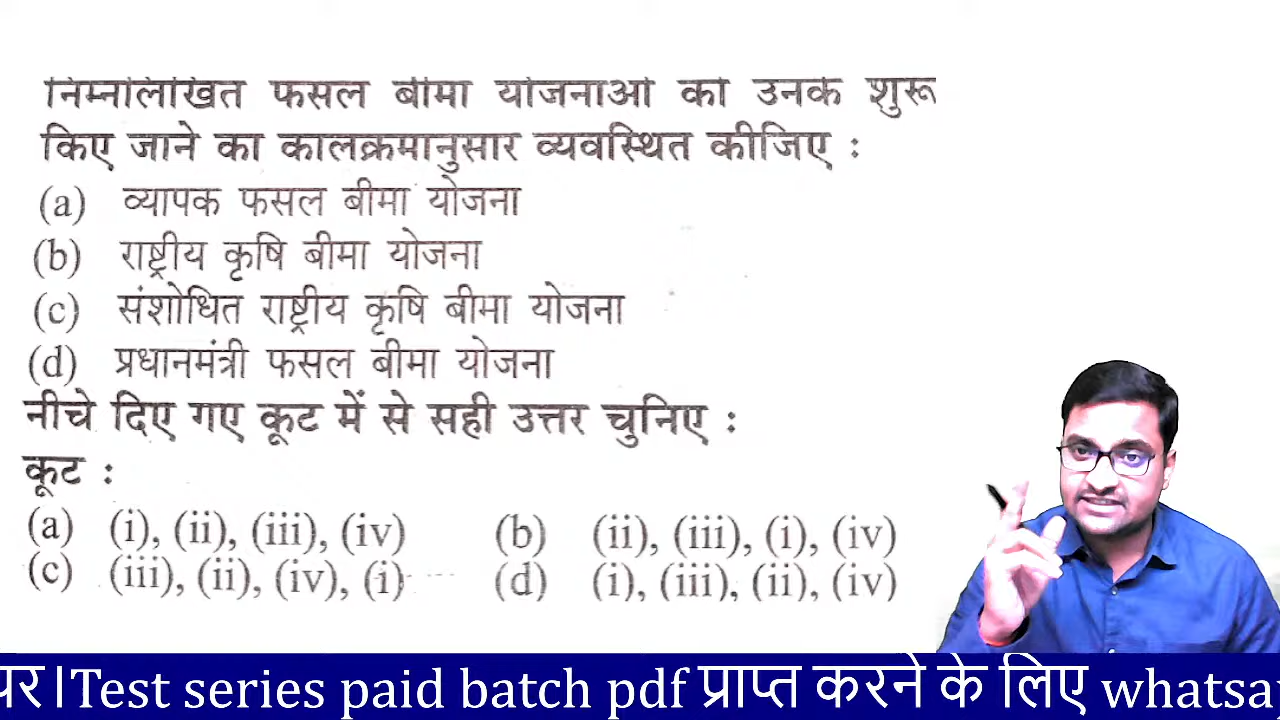 निम्नलिखित फसल बीमा योजनाओं को उनके शुरू
किए जाने का कालक्रमानुसार व्यवस्थित कीजिए :
(a) व्यापक फसल बीमा योजना
(b) राष्ट्रीय कृषि बीमा योजना
(c) संशोधित राष्ट्रीय कृषि बीमा योजना
(d) प्रधानमंत्री फसल बीमा योजना
नीचे दिए गए कूट में से सही उत्तर चुनिए :
कूट :
(a) (i), (ii), (iii), (iv) (b) (ii), (iii), (i), (iv)
(c) (iii), (ii), (iv), (i) (d) (i), (iii), (ii), (iv)
पर।Test series paid batch pdf प्राप्त करने के लिए whatsa